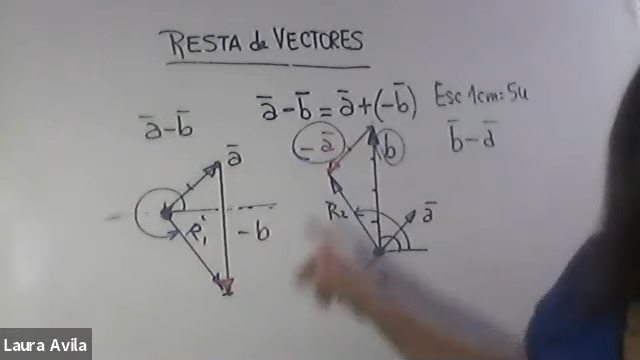 RESTA de VECTORES
a̅ - b̅
a̅ - b̅ = a̅ + (-b̅)
Esc 1cm: 5u
b̅ - a̅
a̅
- b
R₁
- a̅
b
R₂
a̅
Laura Avila